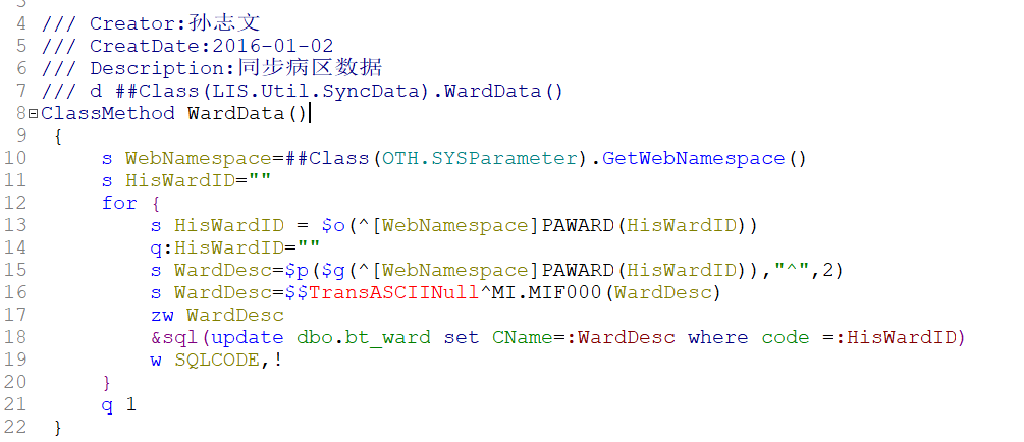 4 /// Creator:孙志文
5 /// CreatDate:2016-01-02
6 /// Description:同步病区数据
7 /// d ##Class(LIS.Util.SyncData).WardData()
8 ClassMethod WardData()
9 {
10 s WebNamespace=##Class(OTH.SYSParameter).GetWebNamespace()
11 s HisWardID=""
12 for {
13 s HisWardID = $o(^[WebNamespace]PAWARD(HisWardID))
14 q:HisWardID=""
15 s WardDesc=$p($g(^[WebNamespace]PAWARD(HisWardID)),"^",2)
16 s WardDesc=$$TransASCIINull^MI.MIF000(WardDesc)
17 zw WardDesc
18 &sql(update dbo.bt_ward set CName=:WardDesc where code =:HisWardID)
19 w SQLCODE,!
20 }
21 q 1
22 }